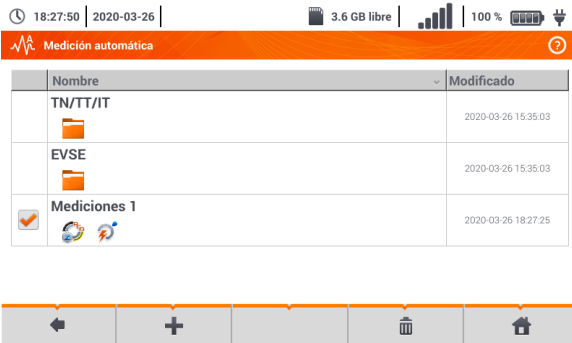 18:27:50 2020-03-26 3.6 GB libre 100 %
Medición automática ?
Nombre Modificado
TN/TT/IT 2020-03-26 15:35:03
EVSE 2020-03-26 15:35:03
Mediciones 1 2020-03-26 18:27:25